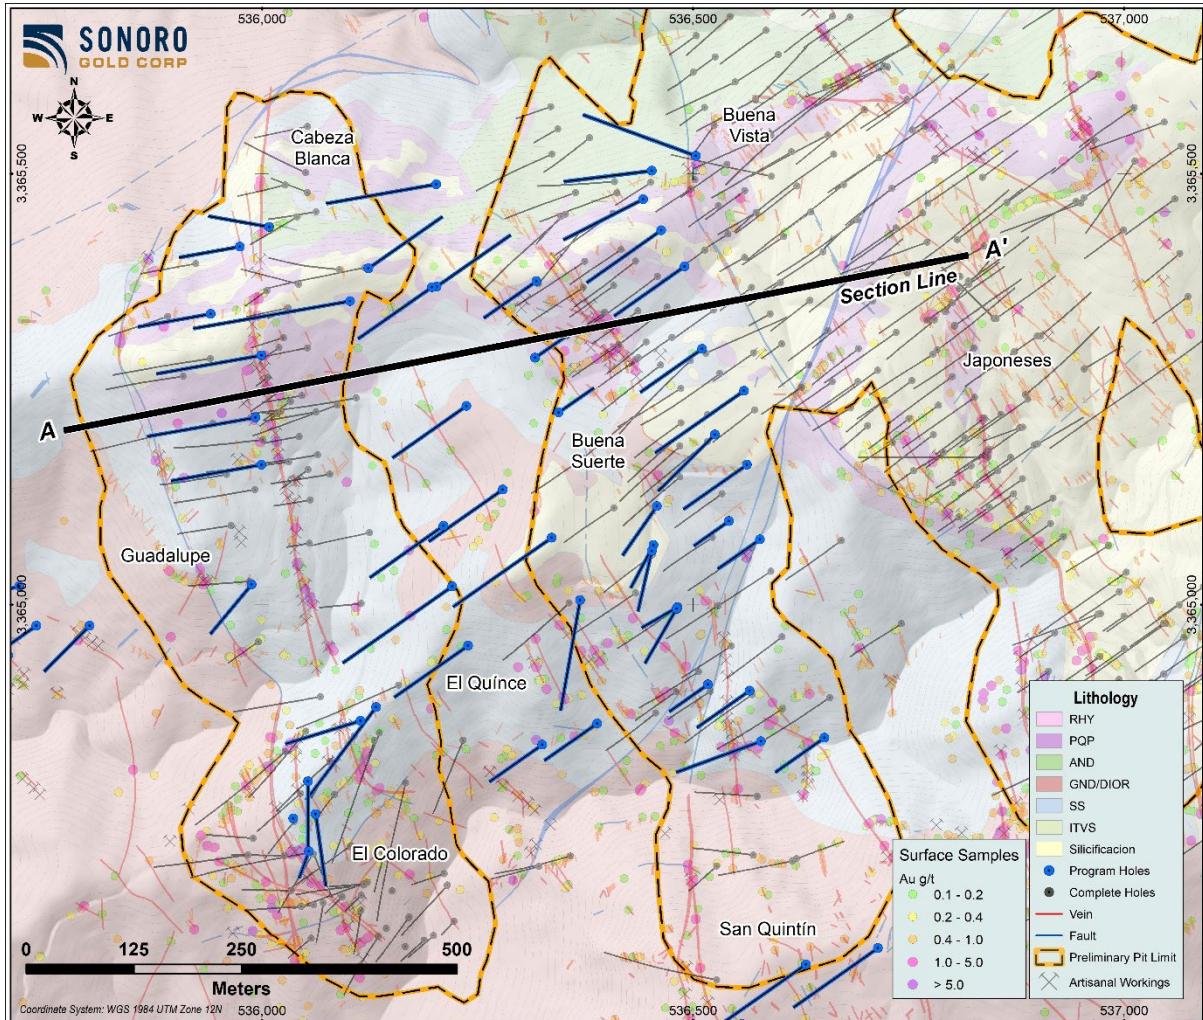 536,000
536,500
537,000
SONORO
GOLD CORP
N
W
E
S
3,365,500
3,365,500
Cabeza
Blanca
Buena
Vista
A'
Section Line
Japoneses
A
Buena
Suerte
Guadalupe
3,365,000
3,365,000
El Quínce
El Colorado
San Quintín
Lithology
RHY
PQP
AND
GND/DIOR
SS
ITVS
Silicificacion
Program Holes
Complete Holes
Vein
Fault
Preliminary Pit Limit
Artisanal Workings
Surface Samples
Au g/t
0.1 - 0.2
0.2 - 0.4
0.4 - 1.0
1.0 - 5.0
> 5.0
0
125
250
500
Meters
Coordinate System: WGS 1984 UTM Zone 12N
536,000
536,500
537,000